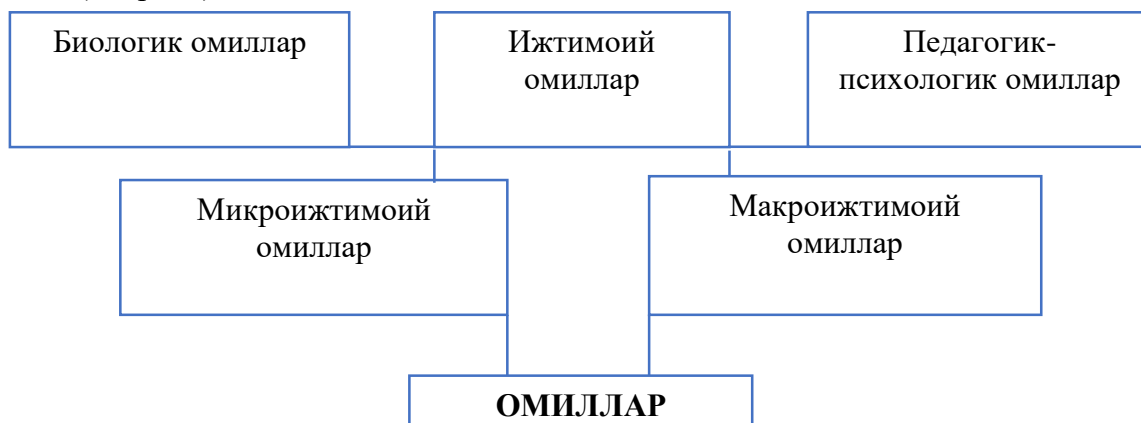 Биологик омиллар
Ижтимоий
омиллар
Педагогик-
психологик омиллар
Микроижтимоий
омиллар
Макроижтимоий
омиллар
ОМИЛЛАР